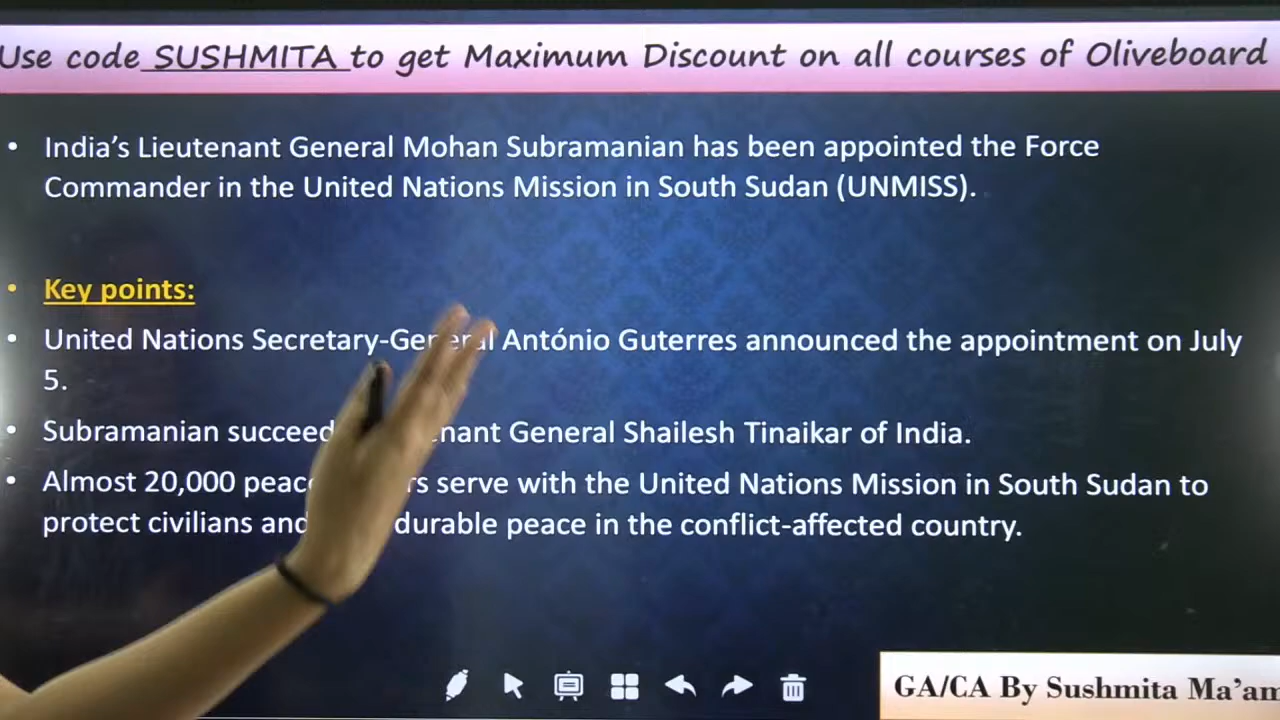 Use code SUSHMITA to get Maximum Discount on all courses of Oliveboard
• India’s Lieutenant General Mohan Subramanian has been appointed the Force
Commander in the United Nations Mission in South Sudan (UNMISS).
• Key points:
• United Nations Secretary-General António Guterres announced the appointment on July
5.
• Subramanian succeed nant General Shailesh Tinaikar of India.
• Almost 20,000 peac rs serve with the United Nations Mission in South Sudan to
protect civilians and durable peace in the conflict-affected country.
GA/CA By Sushmita Ma’am